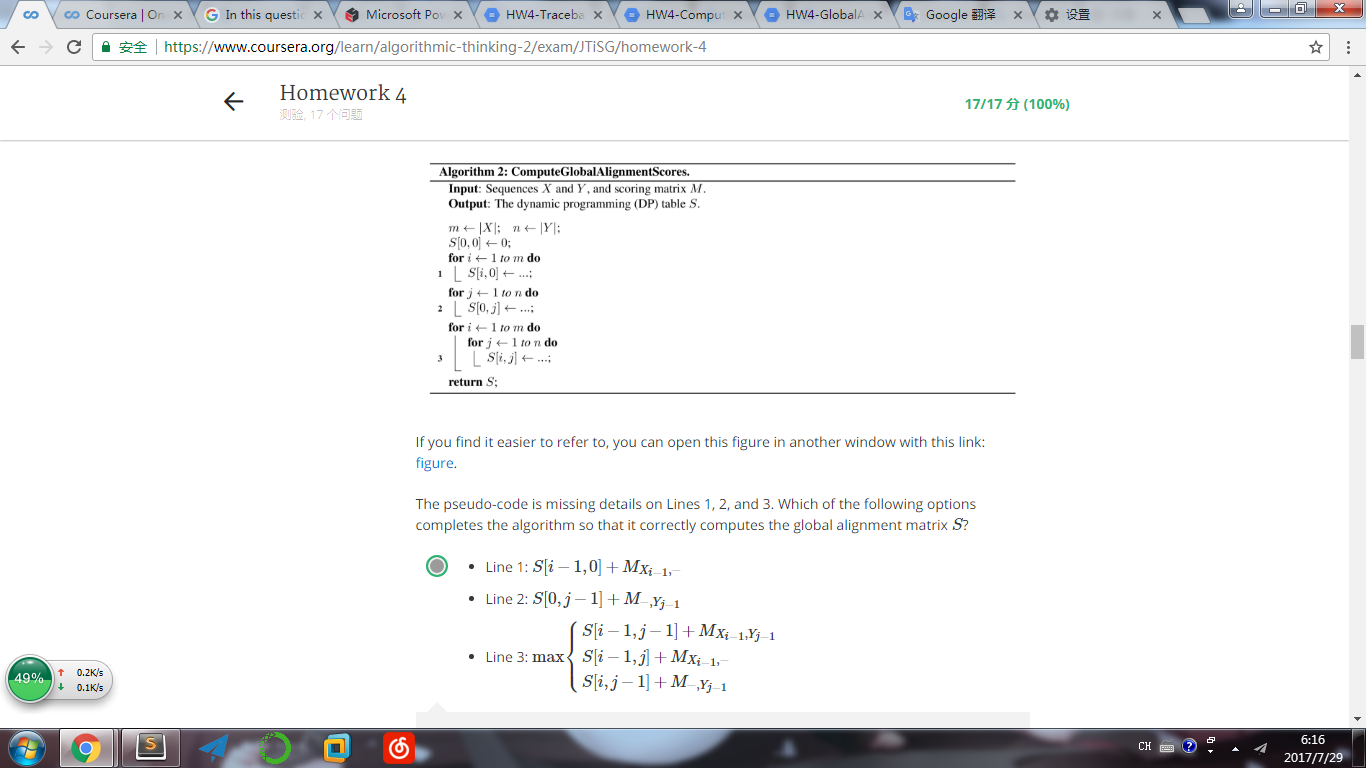 Coursera | On
In this questic
Microsoft Pov
HW4-Traceba
HW4-Comput
HW4-GlobalA
Google 翻译
设置
安全 | https://www.coursera.org/learn/algorithmic-thinking-2/exam/JTiSG/homework-4
Homework 4
测验, 17 个问题
17/17 分 (100%)
Algorithm 2: ComputeGlobalAlignmentScores.
Input: Sequences X and Y, and scoring matrix M.
Output: The dynamic programming (DP) table S.
m ← |X|; n ← |Y|;
S[0,0] ← 0;
for i ← 1 to m do
1 S[i,0] ← ...;
for j ← 1 to n do
2 S[0,j] ← ...;
for i ← 1 to m do
for j ← 1 to n do
3 S[i,j] ← ...;
return S;
If you find it easier to refer to, you can open this figure in another window with this link:
figure.
The pseudo-code is missing details on Lines 1, 2, and 3. Which of the following options
completes the algorithm so that it correctly computes the global alignment matrix S?
• Line 1: S[i − 1, 0] + M_{X_{i−1},−}
• Line 2: S[0, j − 1] + M_{−,Y_{j−1}}
• Line 3: max { S[i − 1, j − 1] + M_{X_{i−1},Y_{j−1}}
S[i − 1, j] + M_{X_{i−1},−}
S[i, j − 1] + M_{−,Y_{j−1}}
49%
0.2K/s
0.1K/s
CH
6:16
2017/7/29